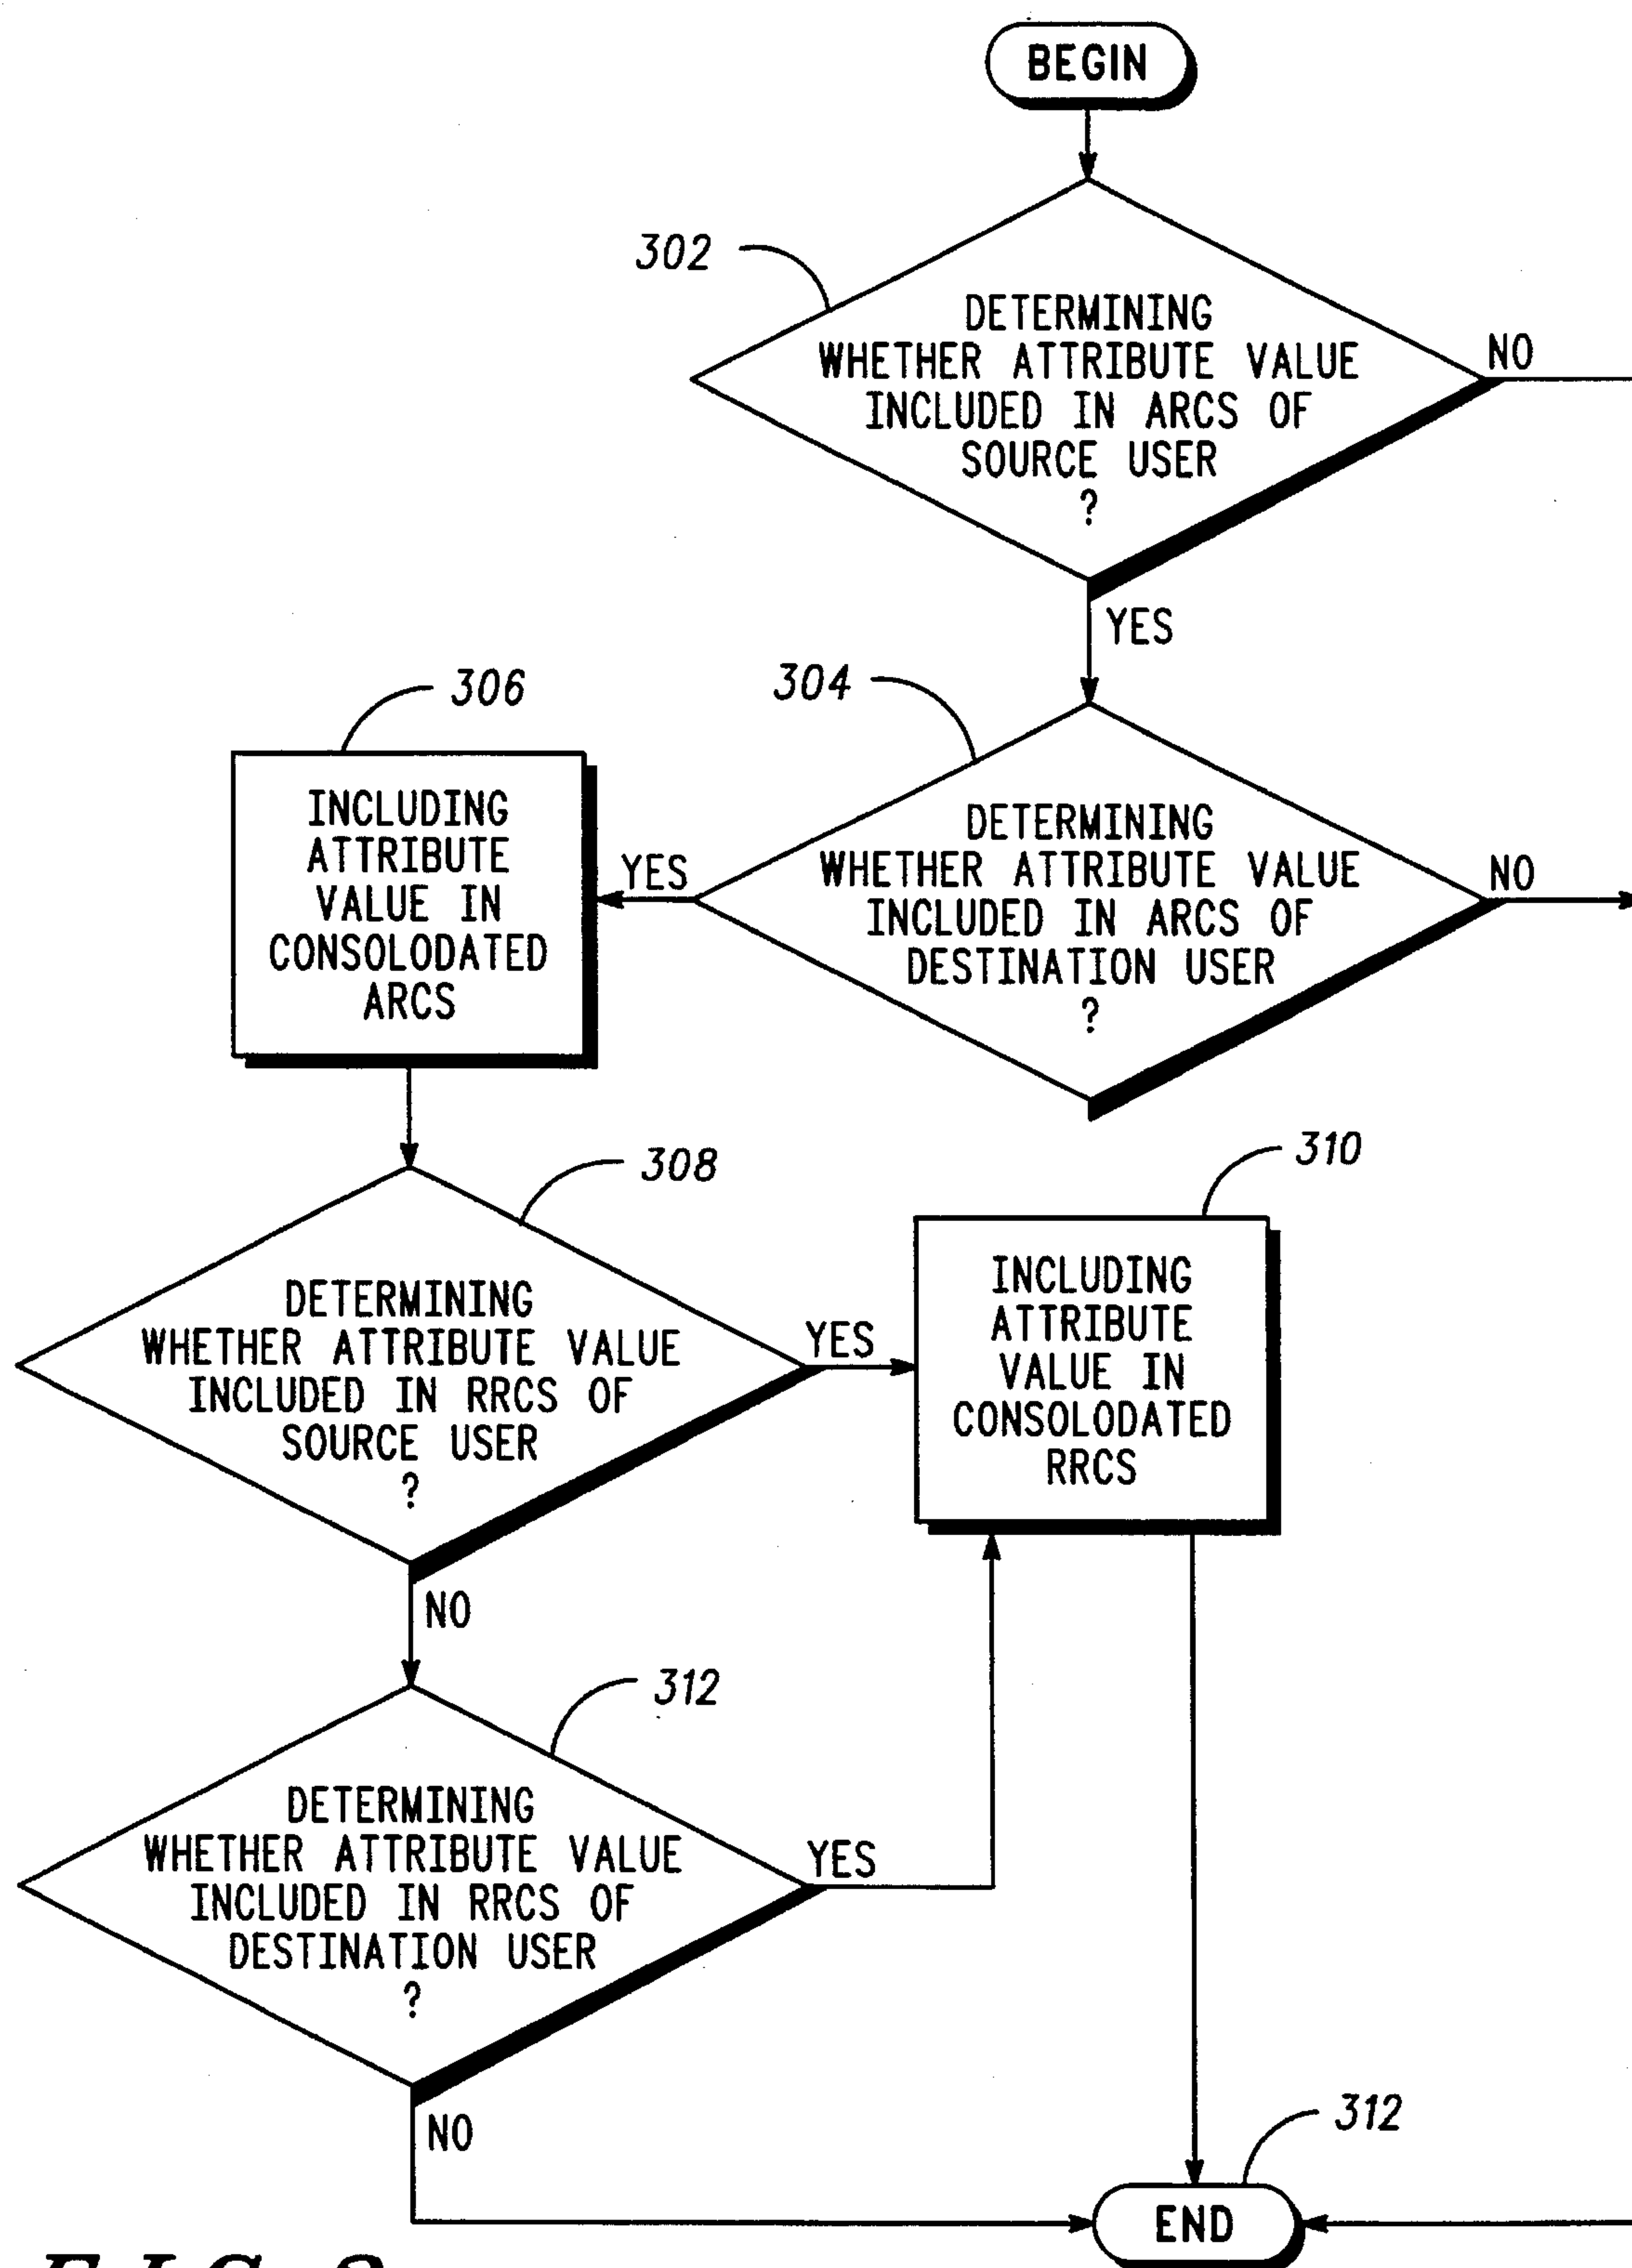 BEGIN
302
DETERMINING
WHETHER ATTRIBUTE VALUE
INCLUDED IN ARCS OF
SOURCE USER
?
NO
YES
306
304
INCLUDING
ATTRIBUTE
VALUE IN
CONSOLODATED
ARCS
YES
DETERMINING
WHETHER ATTRIBUTE VALUE
INCLUDED IN ARCS OF
DESTINATION USER
?
NO
308
310
DETERMINING
WHETHER ATTRIBUTE VALUE
INCLUDED IN RRCS OF
SOURCE USER
?
YES
INCLUDING
ATTRIBUTE
VALUE IN
CONSOLODATED
RRCS
NO
312
DETERMINING
WHETHER ATTRIBUTE VALUE
INCLUDED IN RRCS OF
DESTINATION USER
?
YES
NO
312
END